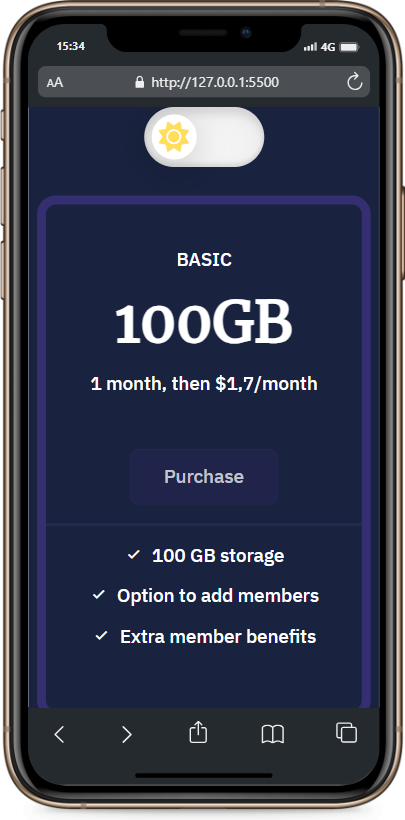 15:34
4G
AA
http://127.0.0.1:5500
BASIC
100GB
1 month, then $1,7/month
Purchase
100 GB storage
Option to add members
Extra member benefits